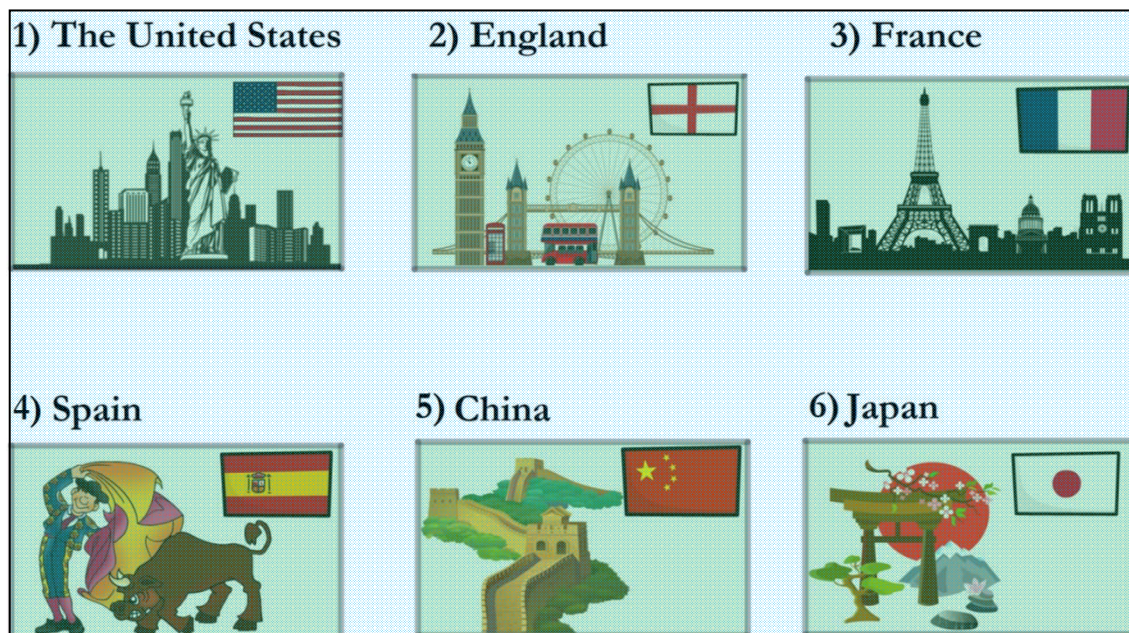 1) The United States
2) England
3) France
4) Spain
5) China
6) Japan